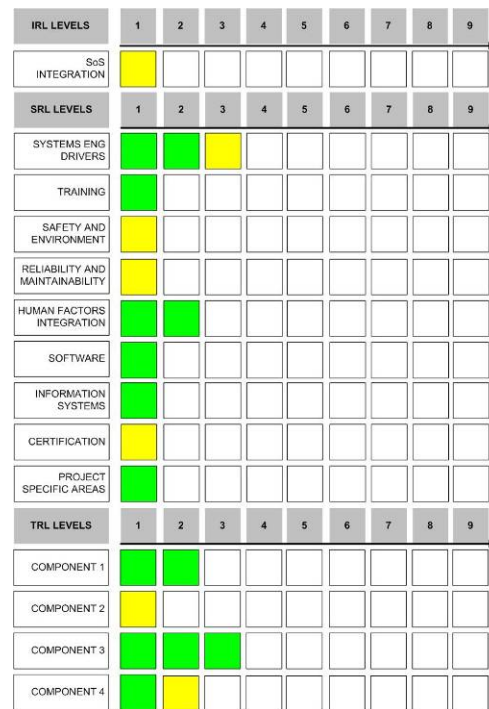 IRL LEVELS 1 2 3 4 5 6 7 8 9
SoS
INTEGRATION
SRL LEVELS 1 2 3 4 5 6 7 8 9
SYSTEMS ENG
DRIVERS
TRAINING
SAFETY AND
ENVIRONMENT
RELIABILITY AND
MAINTAINABILITY
HUMAN FACTORS
INTEGRATION
SOFTWARE
INFORMATION
SYSTEMS
CERTIFICATION
PROJECT
SPECIFIC AREAS
TRL LEVELS 1 2 3 4 5 6 7 8 9
COMPONENT 1
COMPONENT 2
COMPONENT 3
COMPONENT 4